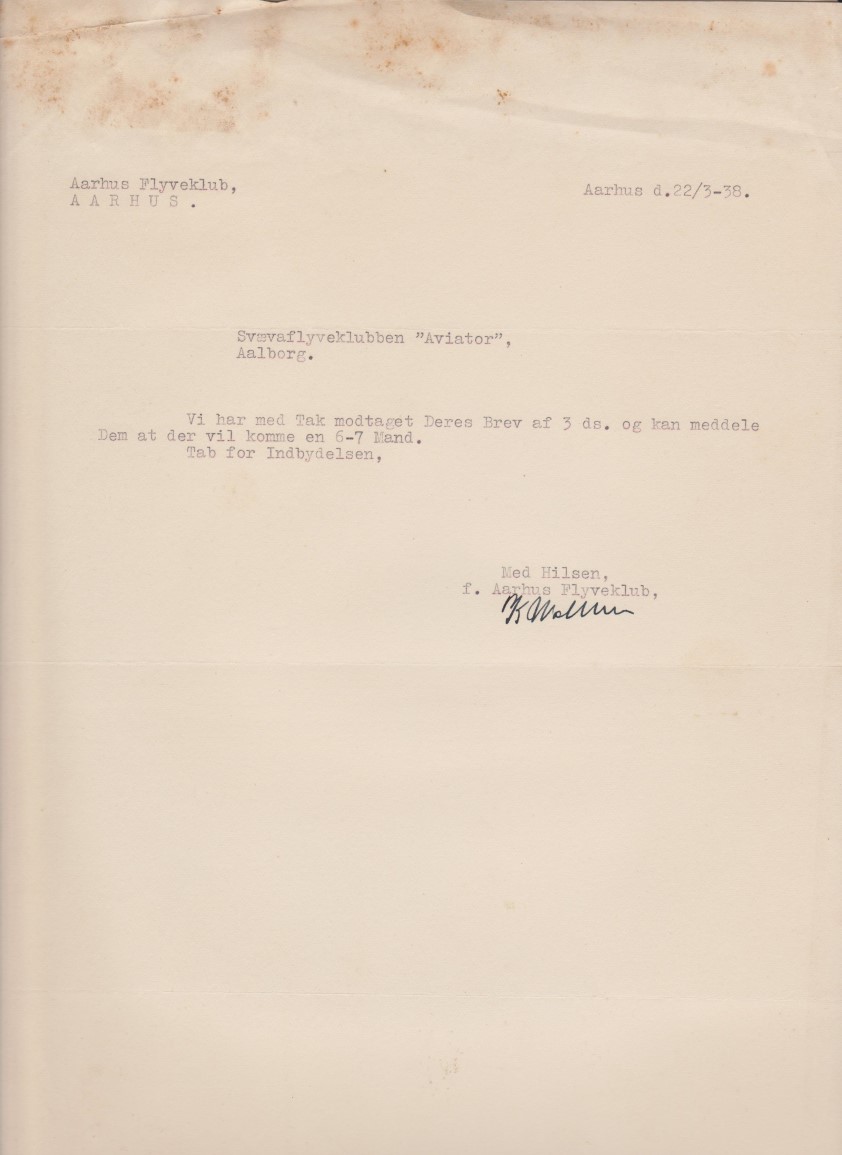 Aarhus Flyveklub,
A A R H U S .
Aarhus d.22/3-38.
Svævaflyveklubben "Aviator",
Aalborg.
Vi har med Tak modtaget Deres Brev af 3 ds. og kan meddele
Dem at der vil komme en 6-7 Mand.
Tab for Indbydelsen,
Med Hilsen,
f. Aarhus Flyveklub,